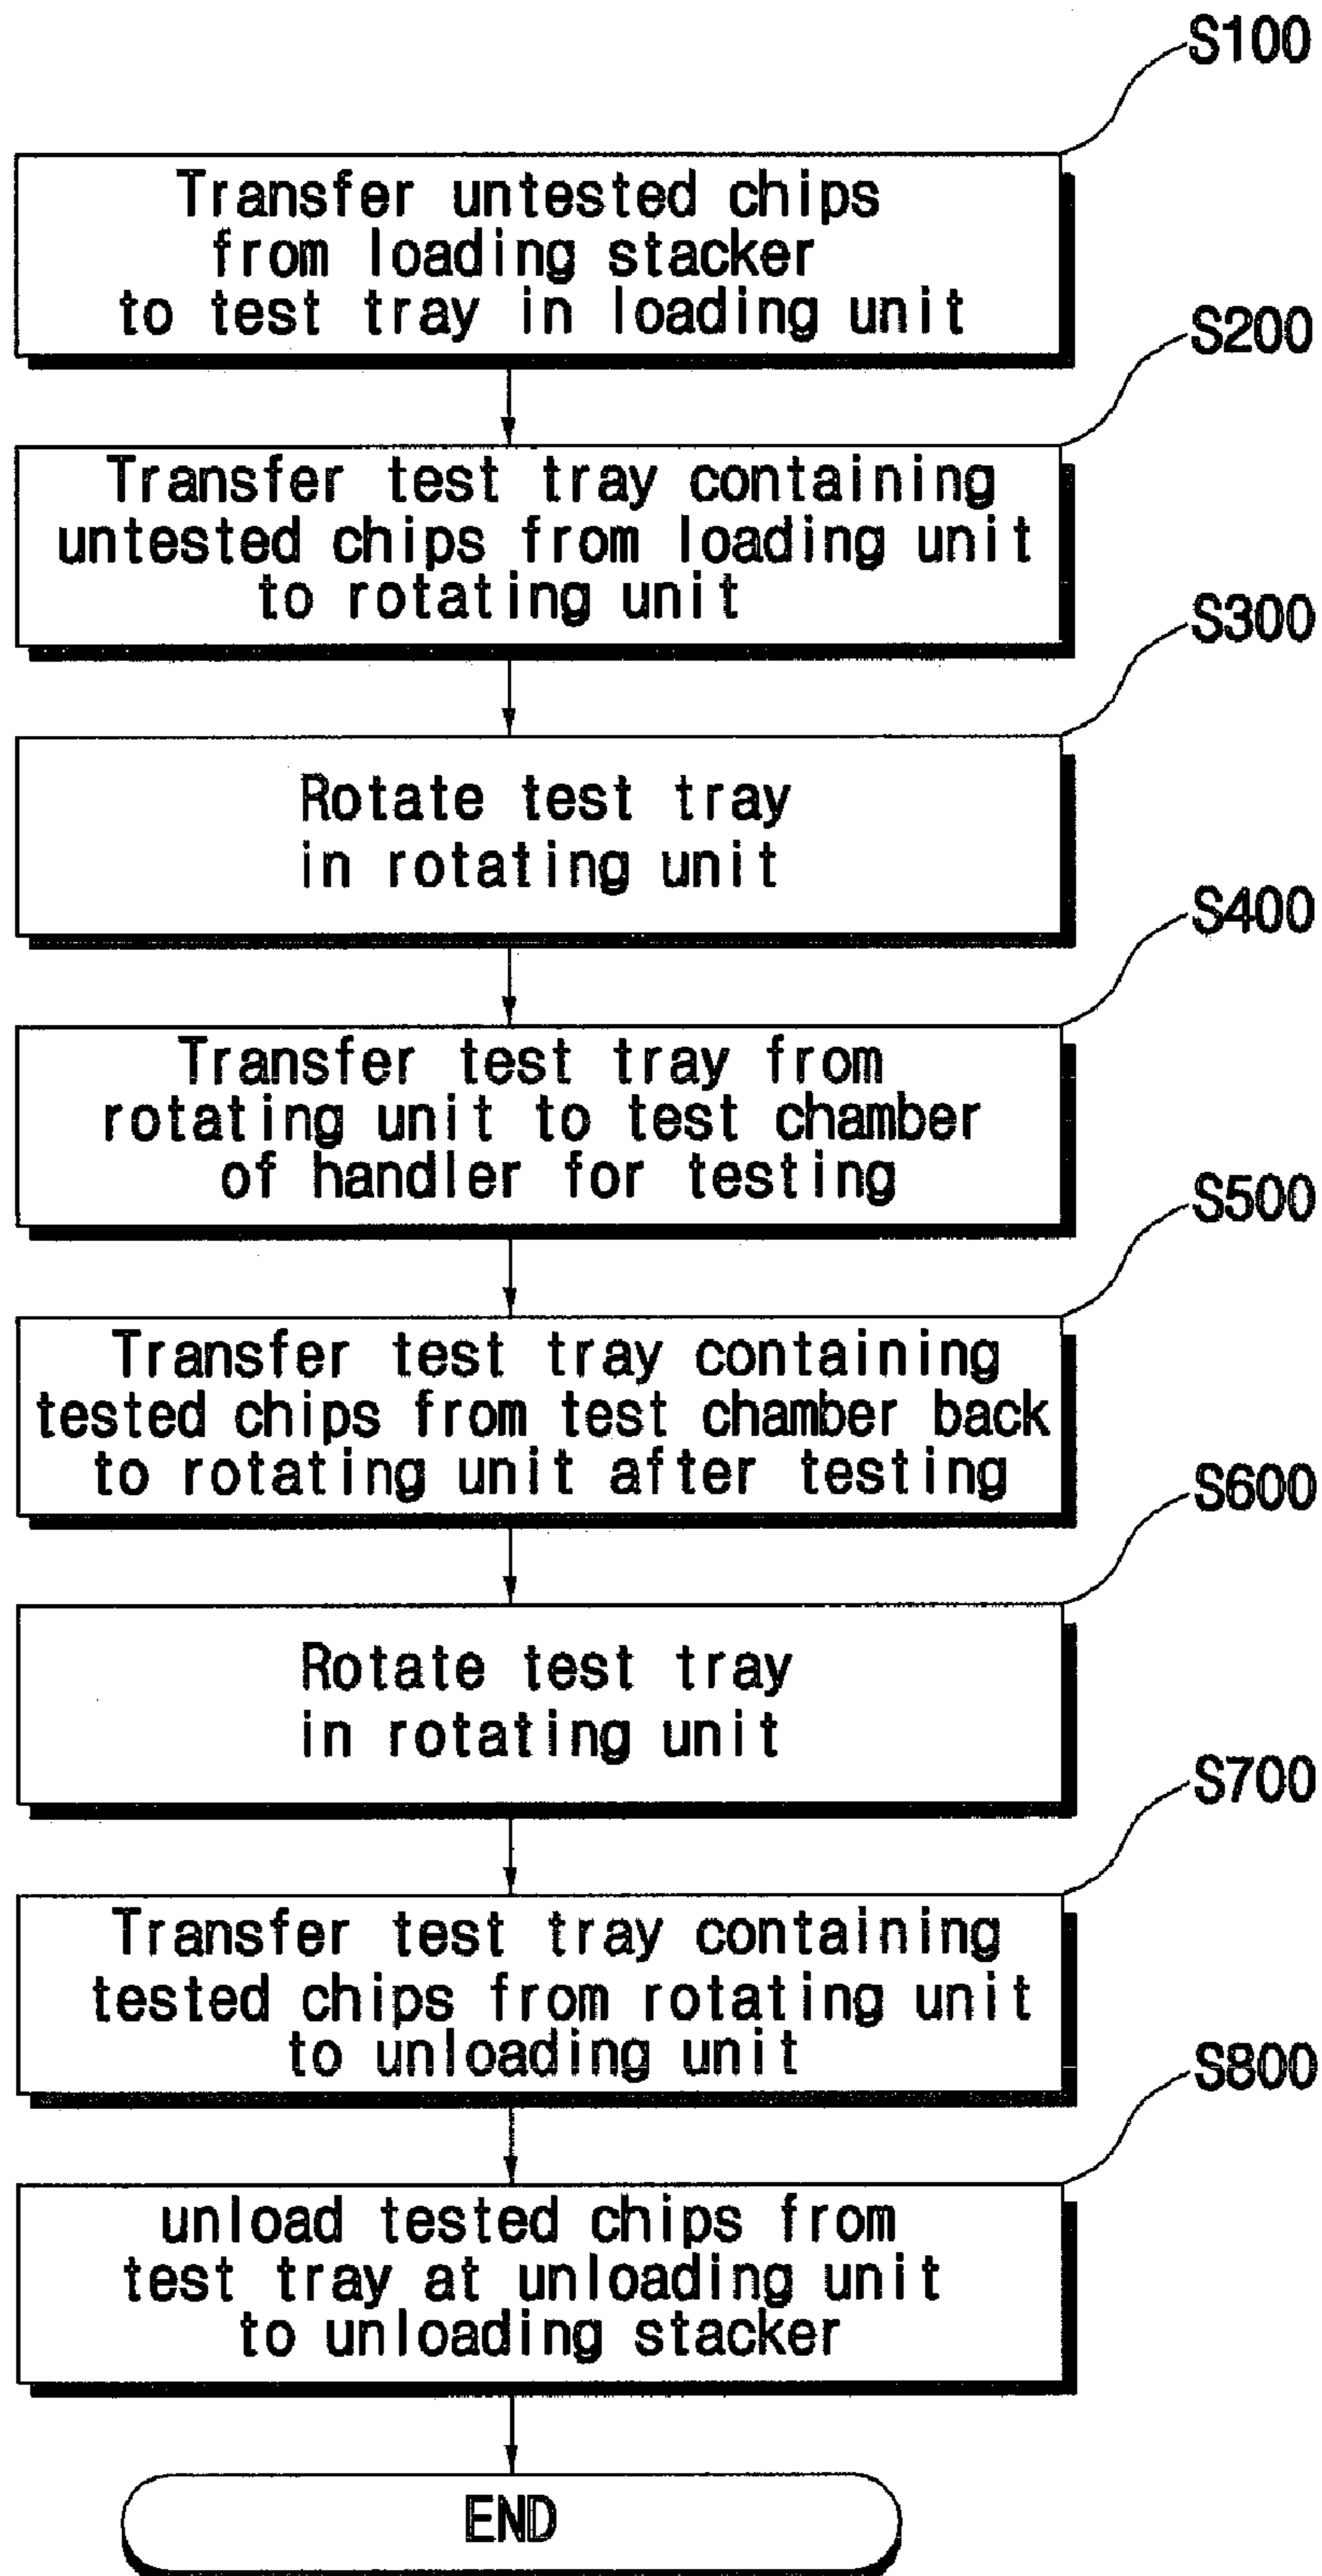 S100
Transfer untested chips
from loading stacker
to test tray in loading unit
S200
Transfer test tray containing
untested chips from loading unit
to rotating unit
S300
Rotate test tray
in rotating unit
S400
Transfer test tray from
rotating unit to test chamber
of handler for testing
S500
Transfer test tray containing
tested chips from test chamber back
to rotating unit after testing
S600
Rotate test tray
in rotating unit
S700
Transfer test tray containing
tested chips from rotating unit
to unloading unit
S800
unload tested chips from
test tray at unloading unit
to unloading stacker
END